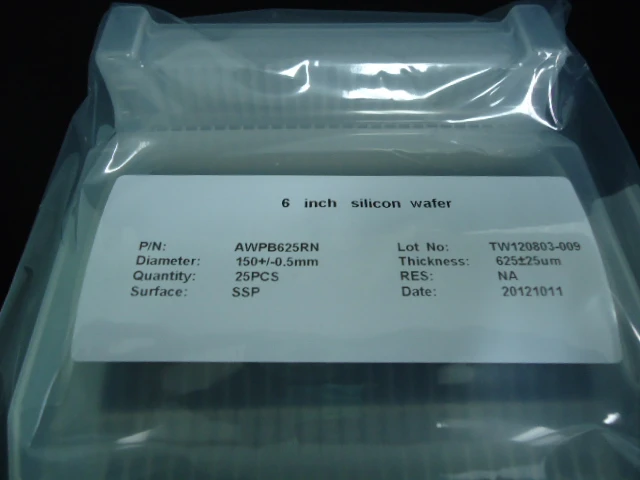 6 inch silicon wafer
P/N: AWPB625RN Lot No: TW120803-009
Diameter: 150+/-0.5mm Thickness: 625±25um
Quantity: 25PCS RES: NA
Surface: SSP Date: 20121011